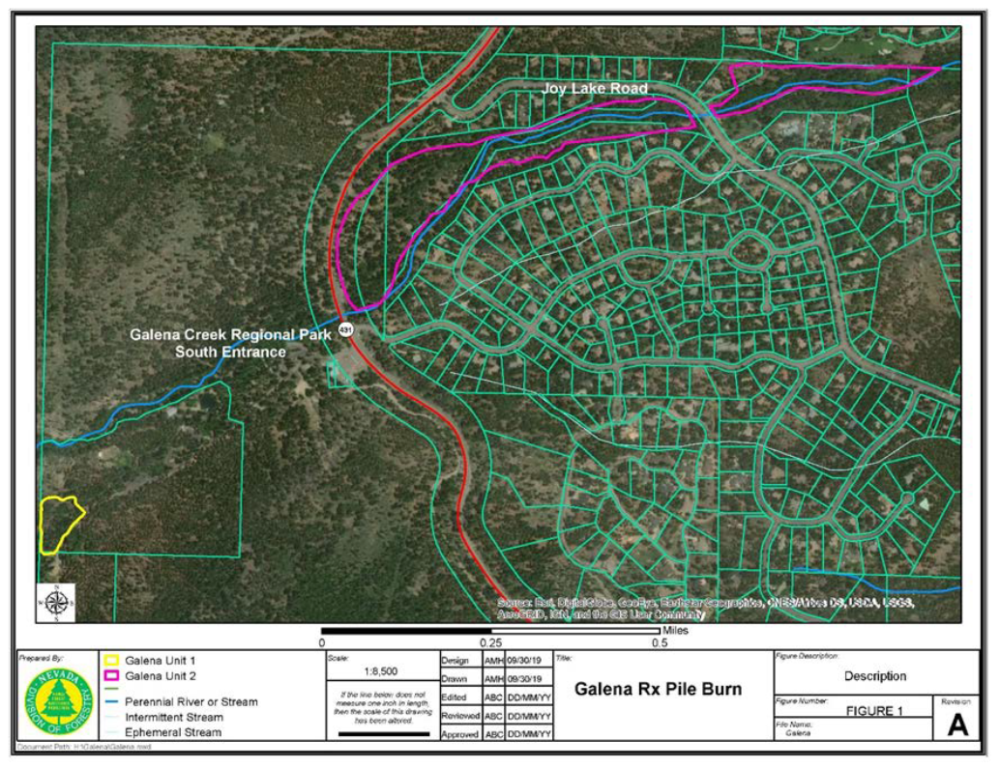 Joy Lake Road
431
Galena Creek Regional Park
South Entrance
Source: Esri, DigitalGlobe, GeoEye, Earthstar Geographics, CNES/Airbus DS, USDA, USGS,
AeroGRID, IGN, and the GIS User Community
Miles
0 0.25 0.5
Prepared By:
NEVADA
DIVISION OF FORESTRY
Galena Unit 1
Galena Unit 2
Perennial River or Stream
Intermittent Stream
Ephemeral Stream
Scale:
1:8,500
If the line below does not
measure one inch in length,
then the scale of this drawing
has been altered.
Design AMH 09/30/19
Drawn AMH 09/30/19
Edited ABC DD/MM/YY
Reviewed ABC DD/MM/YY
Approved ABC DD/MM/YY
Title:
Galena Rx Pile Burn
Figure Description:
Description
Figure Number:
FIGURE 1
File Name:
Galena
Revision
A
Document Path: H:\Galena\Galena.mxd